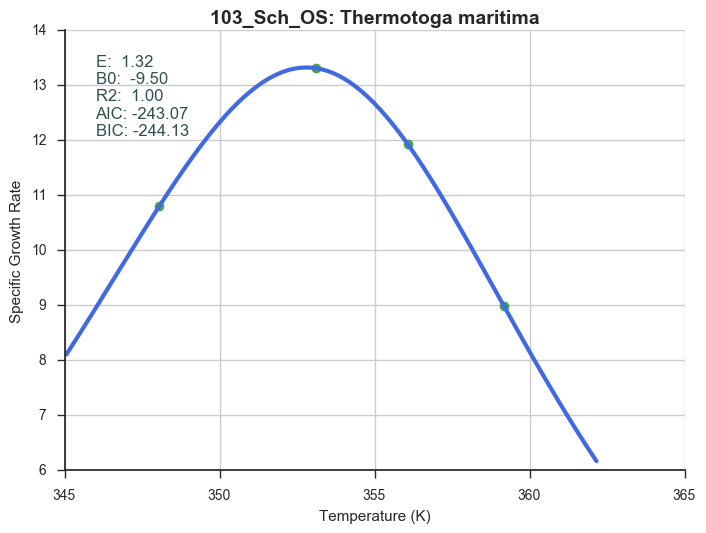 103_Sch_OS: Thermotoga maritima
E:  1.32
B0:  -9.50
R2:  1.00
AIC: -243.07
BIC: -244.13
Specific Growth Rate
14
13
12
11
10
9
8
7
6
345 350 355 360 365
Temperature (K)